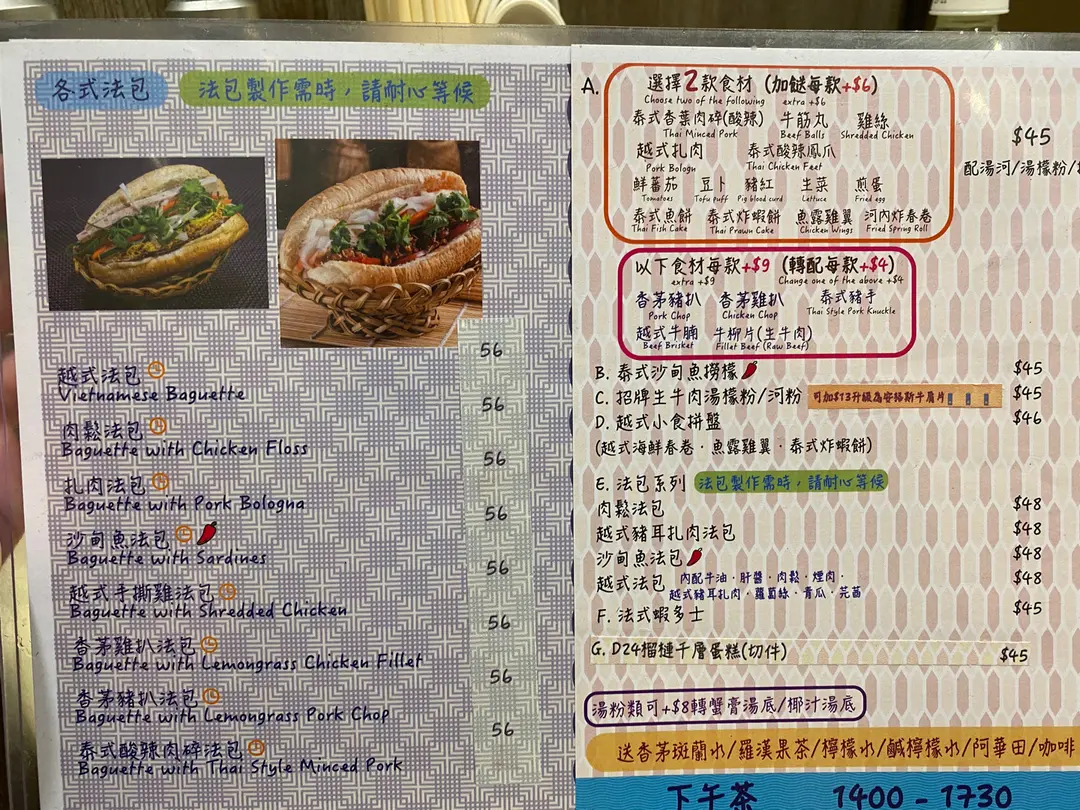 各式法包
法包製作需時，請耐心等候
56
越式法包
Vietnamese Baguette
56
肉鬆法包
Baguette with Chicken Floss
56
扎肉法包
Baguette with Pork Bologna
56
沙甸魚法包
Baguette with Sardines
56
越式手撕雞法包
Baguette with Shredded Chicken
56
香茅雞扒法包
Baguette with Lemongrass Chicken Fillet
56
香茅豬扒法包
Baguette with Lemongrass Pork Chop
56
泰式酸辣肉碎法包
Baguette with Thai Style Minced Pork
A. 選擇2款食材 (加餸每款+$6)
Choose two of the following extra +$6
泰式香葉肉碎(酸辣) 牛筋丸 雞絲
Thai Minced Pork Beef Balls Shredded Chicken
越式扎肉 泰式酸辣鳳爪
Pork Bologn Thai Chicken Feet
鮮蕃茄 豆卜 豬紅 生菜 煎蛋
Tomatoes Tofu puff Pig blood curd Lettuce Fried egg
泰式魚餅 泰式炸蝦餅 魚露雞翼 河內炸春卷
Thai Fish Cake Thai Prawn Cake Chicken Wings Fried Spring Roll
$45
配湯河/湯檬粉/
以下食材每款+$9 (轉配每款+$4)
extra +$9 Change one of the above +$4
香茅豬扒 香茅雞扒 泰式豬手
Pork Chop Chicken Chop Thai Style Pork Knuckle
越式牛腩 牛柳片(生牛肉)
Beef Brisket Fillet Beef (Raw Beef)
B. 泰式沙甸魚撈檬 $45
C. 招牌生牛肉湯檬粉/河粉 可加$13升級為安格斯牛肩片 $45
D. 越式小食拼盤 $46
(越式海鮮春卷．魚露雞翼．泰式炸蝦餅)
E. 法包系列 法包製作需時，請耐心等候
肉鬆法包 $48
越式豬耳扎肉法包 $48
沙甸魚法包 $48
越式法包 內配牛油．肝醬．肉鬆．煙肉． $48
越式豬耳扎肉．蘿蔔絲．青瓜．芫茜
F. 法式蝦多士 $45
G. D24榴槤千層蛋糕(切件) $45
湯粉類可+$8轉蟹膏湯底/椰汁湯底
送香茅斑蘭水/羅漢果茶/檸檬水/鹹檸檬水/阿華田/咖啡
下午茶 1400 - 1730